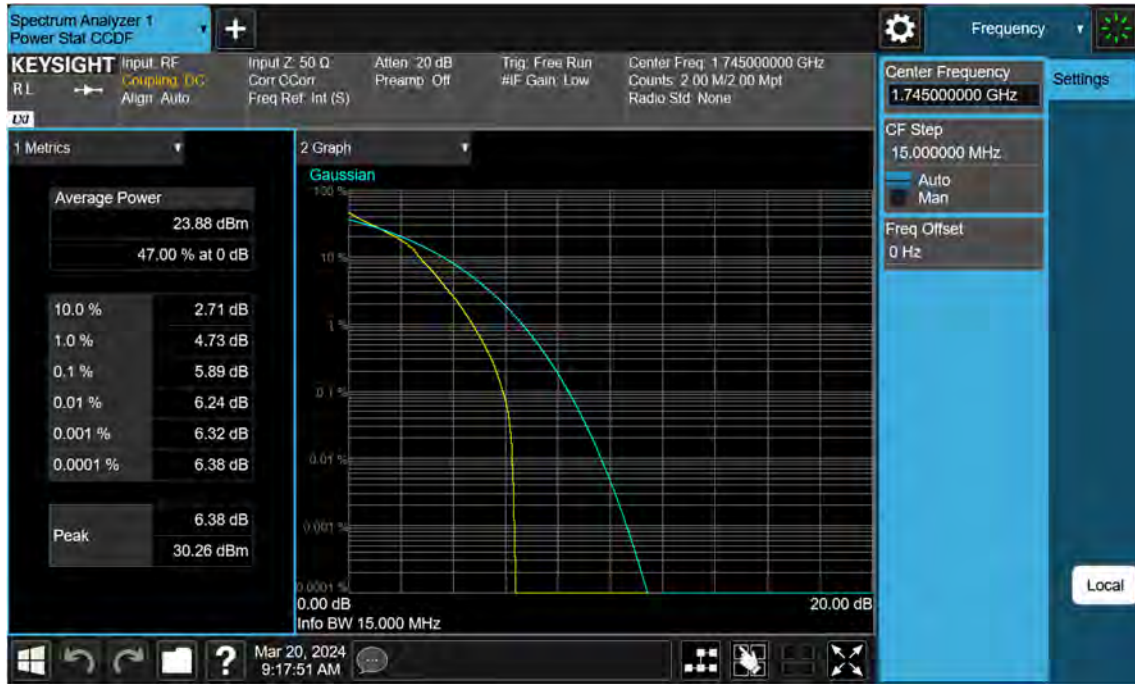 Spectrum Analyzer 1
Power Stat CCDF
+
Frequency
KEYSIGHT
Input: RF
Coupling: DC
Align: Auto
Input Z: 50 Ω
Corr CCorr
Freq Ref: Int (S)
Atten: 20 dB
Preamp: Off
Trig: Free Run
#IF Gain: Low
Center Freq: 1.745000000 GHz
Counts: 2.00 M/2.00 Mpt
Radio Std: None
R L
LXI
Center Frequency
1.745000000 GHz
Settings
CF Step
15.000000 MHz
Auto
Man
Freq Offset
0 Hz
Local
1 Metrics
Average Power
23.88 dBm
47.00 % at 0 dB
10.0 % 2.71 dB
1.0 % 4.73 dB
0.1 % 5.89 dB
0.01 % 6.24 dB
0.001 % 6.32 dB
0.0001 % 6.38 dB
Peak
6.38 dB
30.26 dBm
2 Graph
Gaussian
100 %
10 %
1 %
0.1 %
0.01 %
0.001 %
0.0001 %
0.00 dB 20.00 dB
Info BW 15.000 MHz
?
Mar 20, 2024
9:17:51 AM